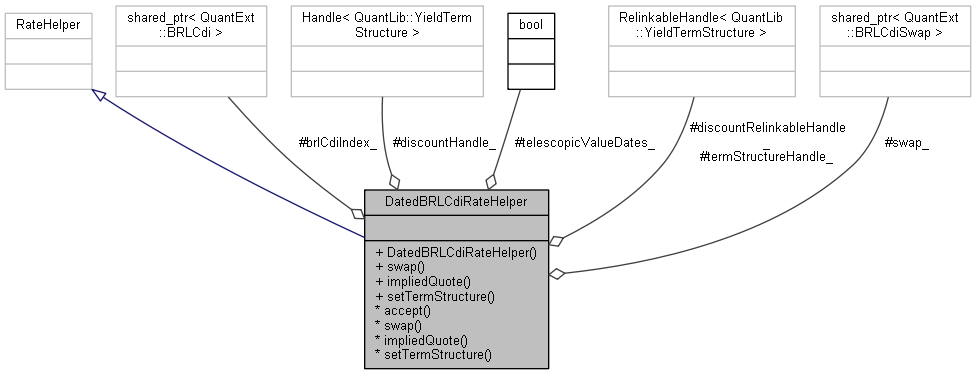 RateHelper
shared_ptr< QuantExt
::BRLCdi >
Handle< QuantLib::YieldTerm
Structure >
bool
RelinkableHandle< QuantLib
::YieldTermStructure >
shared_ptr< QuantExt
::BRLCdiSwap >
#brlCdiIndex_
#discountHandle_
#telescopicValueDates_
#discountRelinkableHandle
_
#termStructureHandle_
#swap_
DatedBRLCdiRateHelper
+ DatedBRLCdiRateHelper()
+ swap()
+ impliedQuote()
+ setTermStructure()
* accept()
* swap()
* impliedQuote()
* setTermStructure()